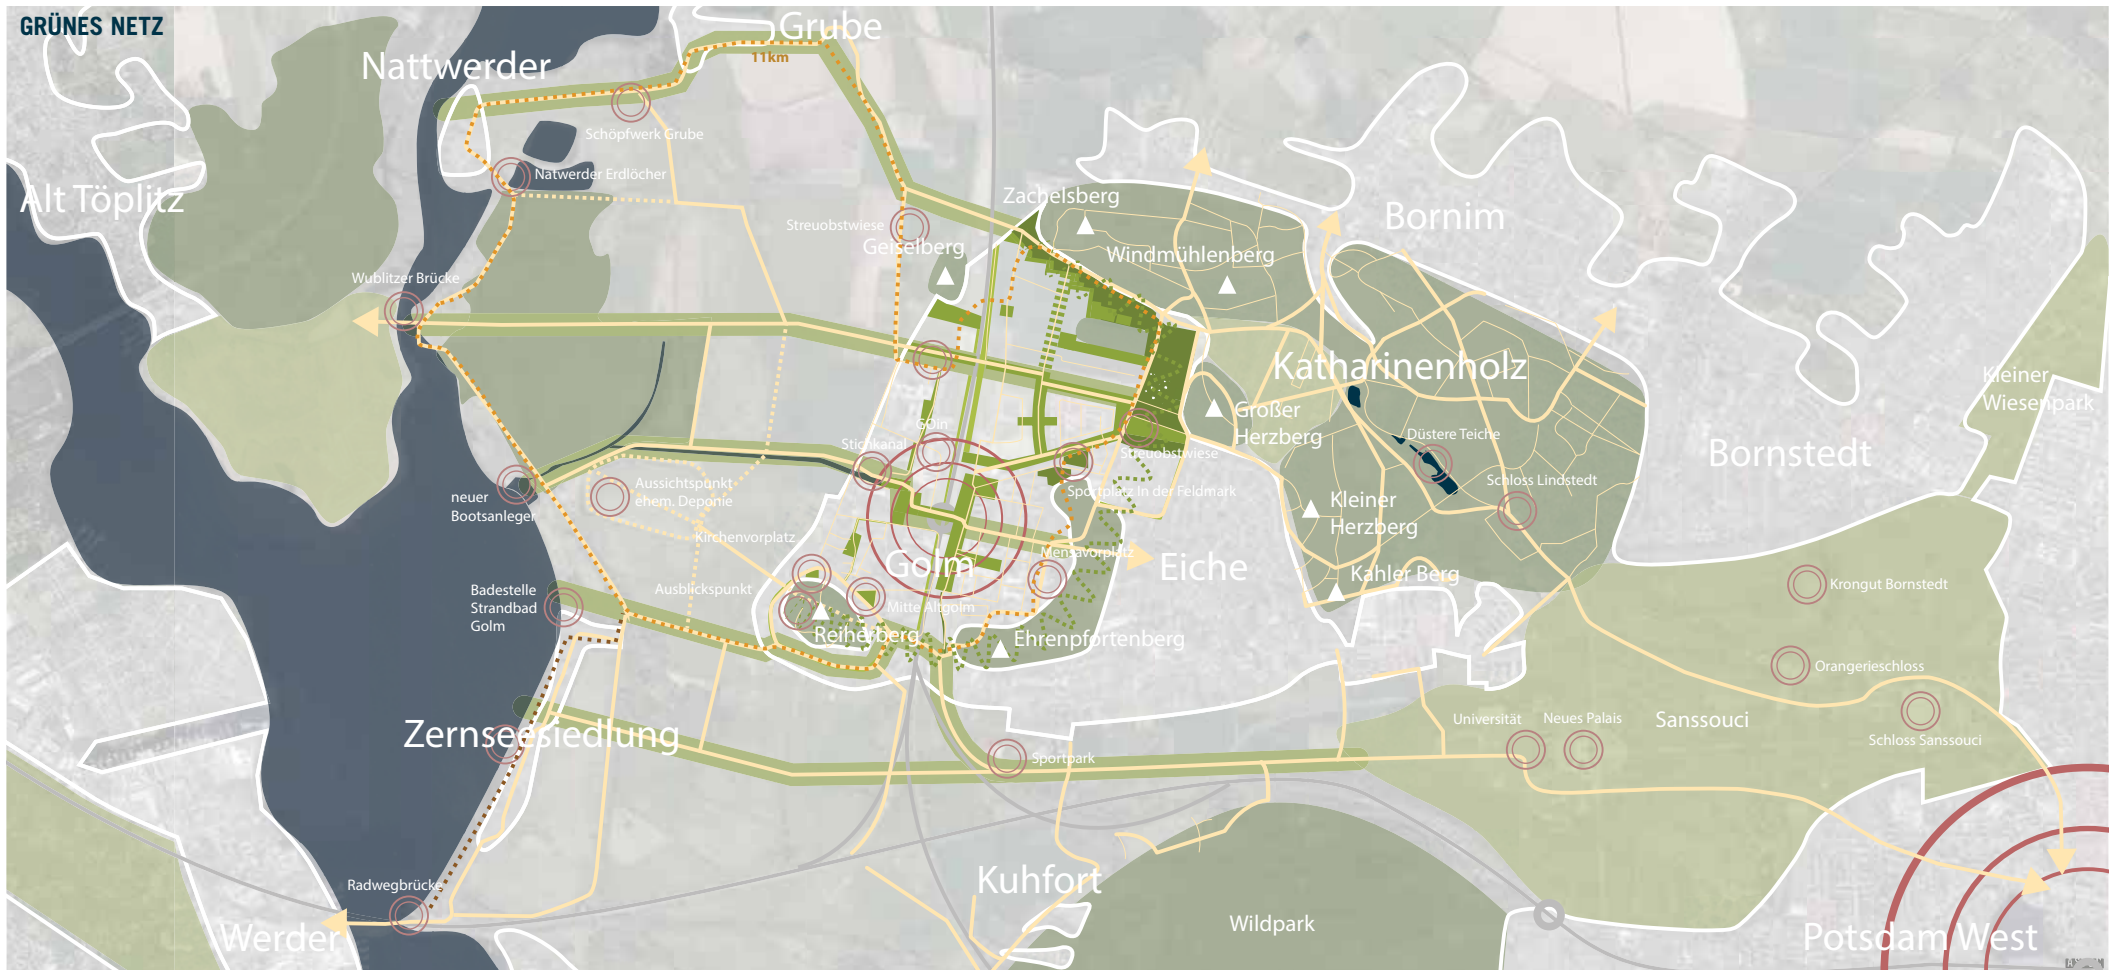 GRÜNES NETZ
Grube
11km
Nattwerder
Schöpfwerk Grube
Natwerder Erdlöcher
Alt Töplitz
Zachelsberg
Streuobstwiese
Geiselberg
Bornim
Windmühlenberg
Wublitzer Brücke
Katharinenholz
Kleiner
Wiesenpark
Großer
Herzberg
GOin
Stichkanal
Streuobstwiese
Düstere Teiche
Bornstedt
Schloss Lindstedt
Aussichtspunkt
ehem. Deponie
Sportplatz In der Feldmark
neuer
Bootsanleger
Kleiner
Herzberg
Kirchenvorplatz
Mensavorplatz
Golm
Eiche
Kahler Berg
Krongut Bornstedt
Badestelle
Strandbad
Golm
Ausblickspunkt
Mitte Altgolm
Reiherberg
Ehrenpfortenberg
Orangerieschloss
Zernseesiedlung
Universität
Neues Palais
Sanssouci
Schloss Sanssouci
Sportpark
Kuhfort
Radwegbrücke
Werder
Wildpark
Potsdam West